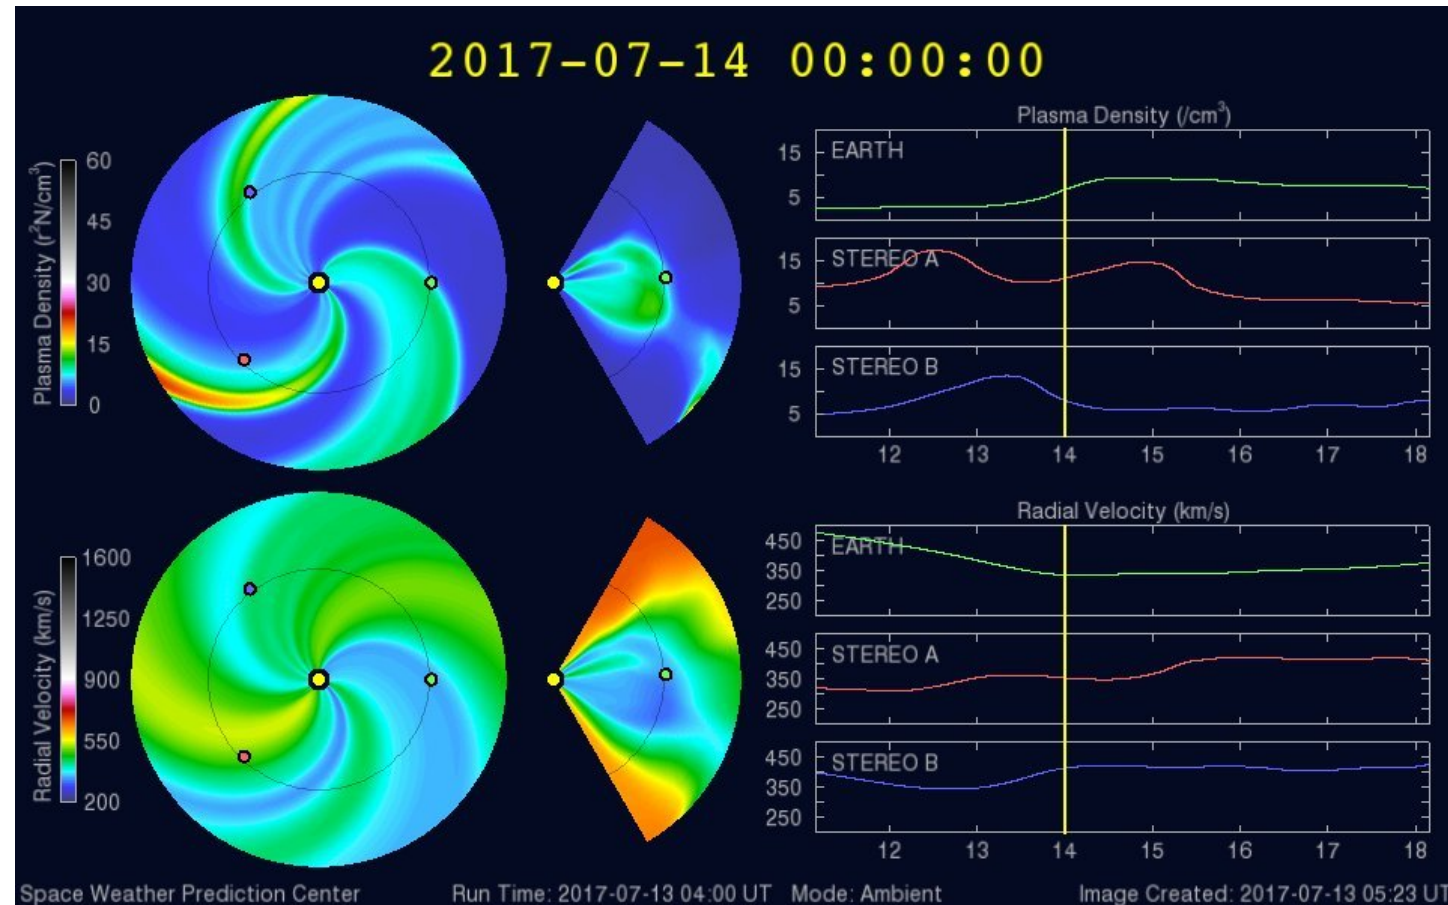 2017-07-14 00:00:00
Plasma Density (r²N/cm³)
60
45
30
15
0
Plasma Density (/cm³)
EARTH
15
5
STEREO A
15
5
STEREO B
15
5
12 13 14 15 16 17 18
Radial Velocity (km/s)
1600
1250
900
550
200
Radial Velocity (km/s)
EARTH
450
350
250
STEREO A
450
350
250
STEREO B
450
350
250
12 13 14 15 16 17 18
Space Weather Prediction Center Run Time: 2017-07-13 04:00 UT Mode: Ambient Image Created: 2017-07-13 05:23 UT